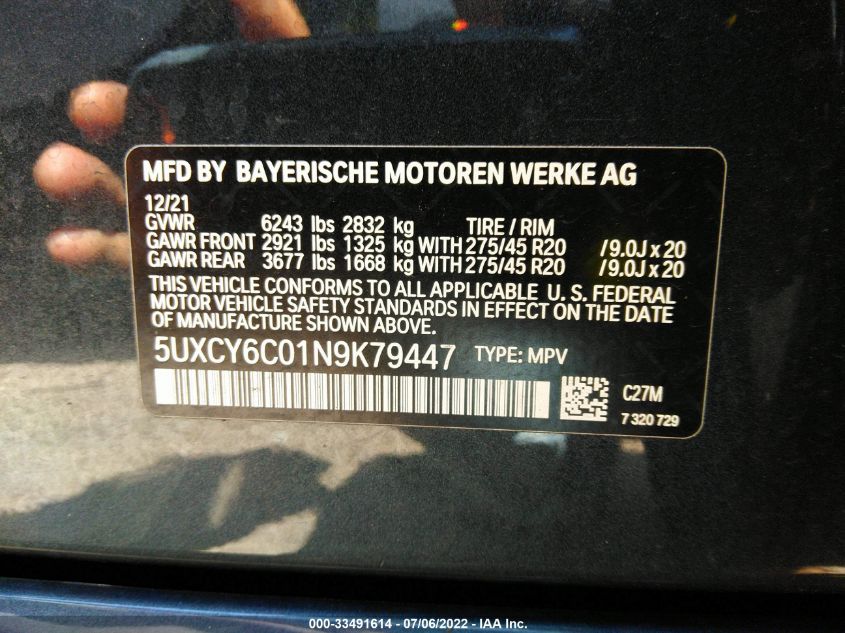 MFD BY BAYERISCHE MOTOREN WERKE AG
12/21
GVWR 6243 lbs 2832 kg TIRE / RIM
GAWR FRONT 2921 lbs 1325 kg WITH 275/45 R20 /9.0J x 20
GAWR REAR 3677 lbs 1668 kg WITH 275/45 R20 /9.0J x 20
THIS VEHICLE CONFORMS TO ALL APPLICABLE U. S. FEDERAL
MOTOR VEHICLE SAFETY STANDARDS IN EFFECT ON THE DATE
OF MANUFACTURE SHOWN ABOVE.
5UXCY6C01N9K79447 TYPE: MPV
C27M
7 320 729
000-33491614 - 07/06/2022 - IAA Inc.